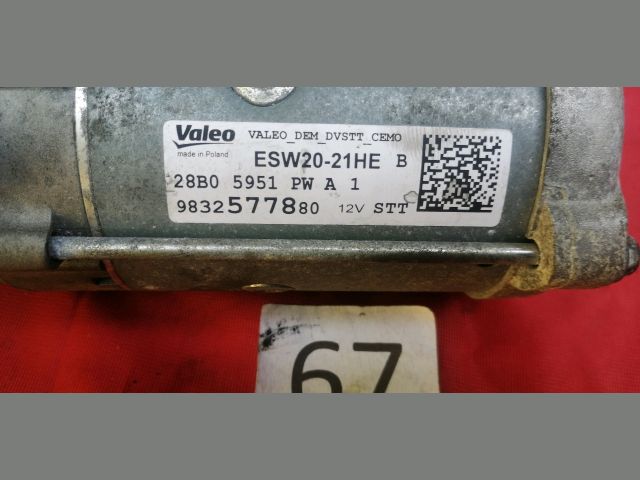 Valeo VALEO_DEM_DVSTT_CEMO
made in Poland ESW20-21HE B
28B0 5951 PW A 1
9832577880 12V STT
67